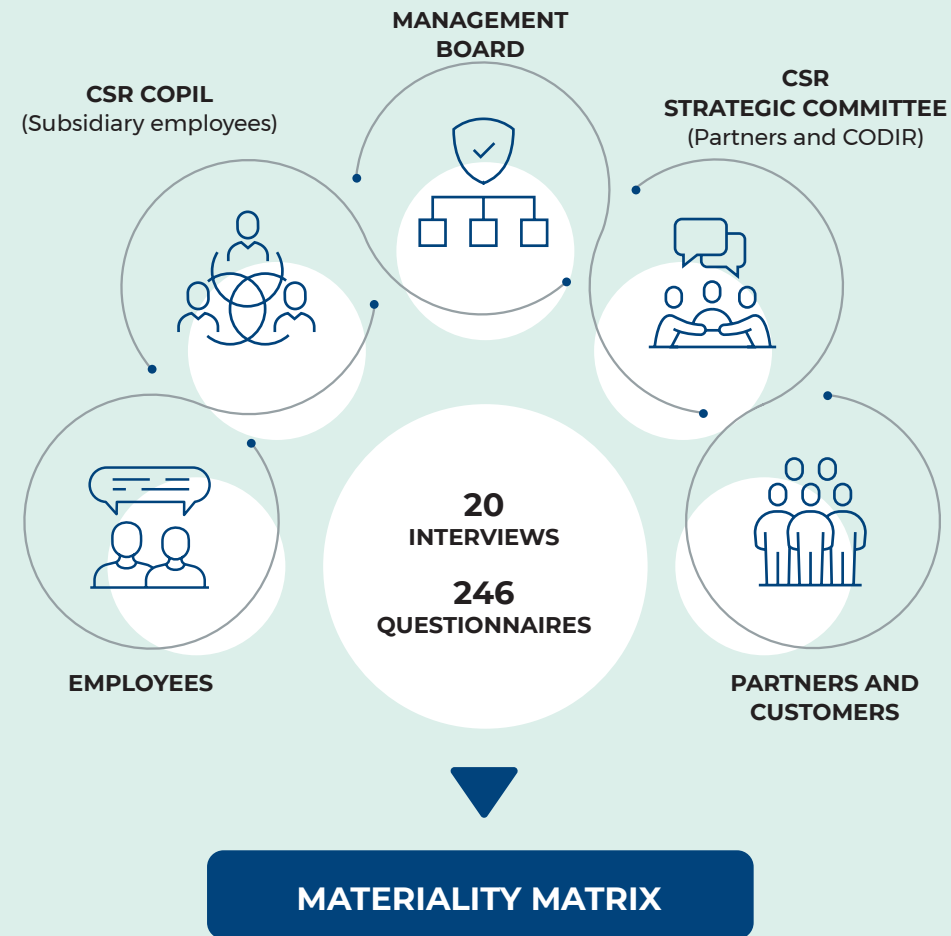 MANAGEMENT
BOARD
CSR COPIL
(Subsidiary employees)
CSR
STRATEGIC COMMITTEE
(Partners and CODIR)
20
INTERVIEWS
246
QUESTIONNAIRES
EMPLOYEES
PARTNERS AND
CUSTOMERS
MATERIALITY MATRIX